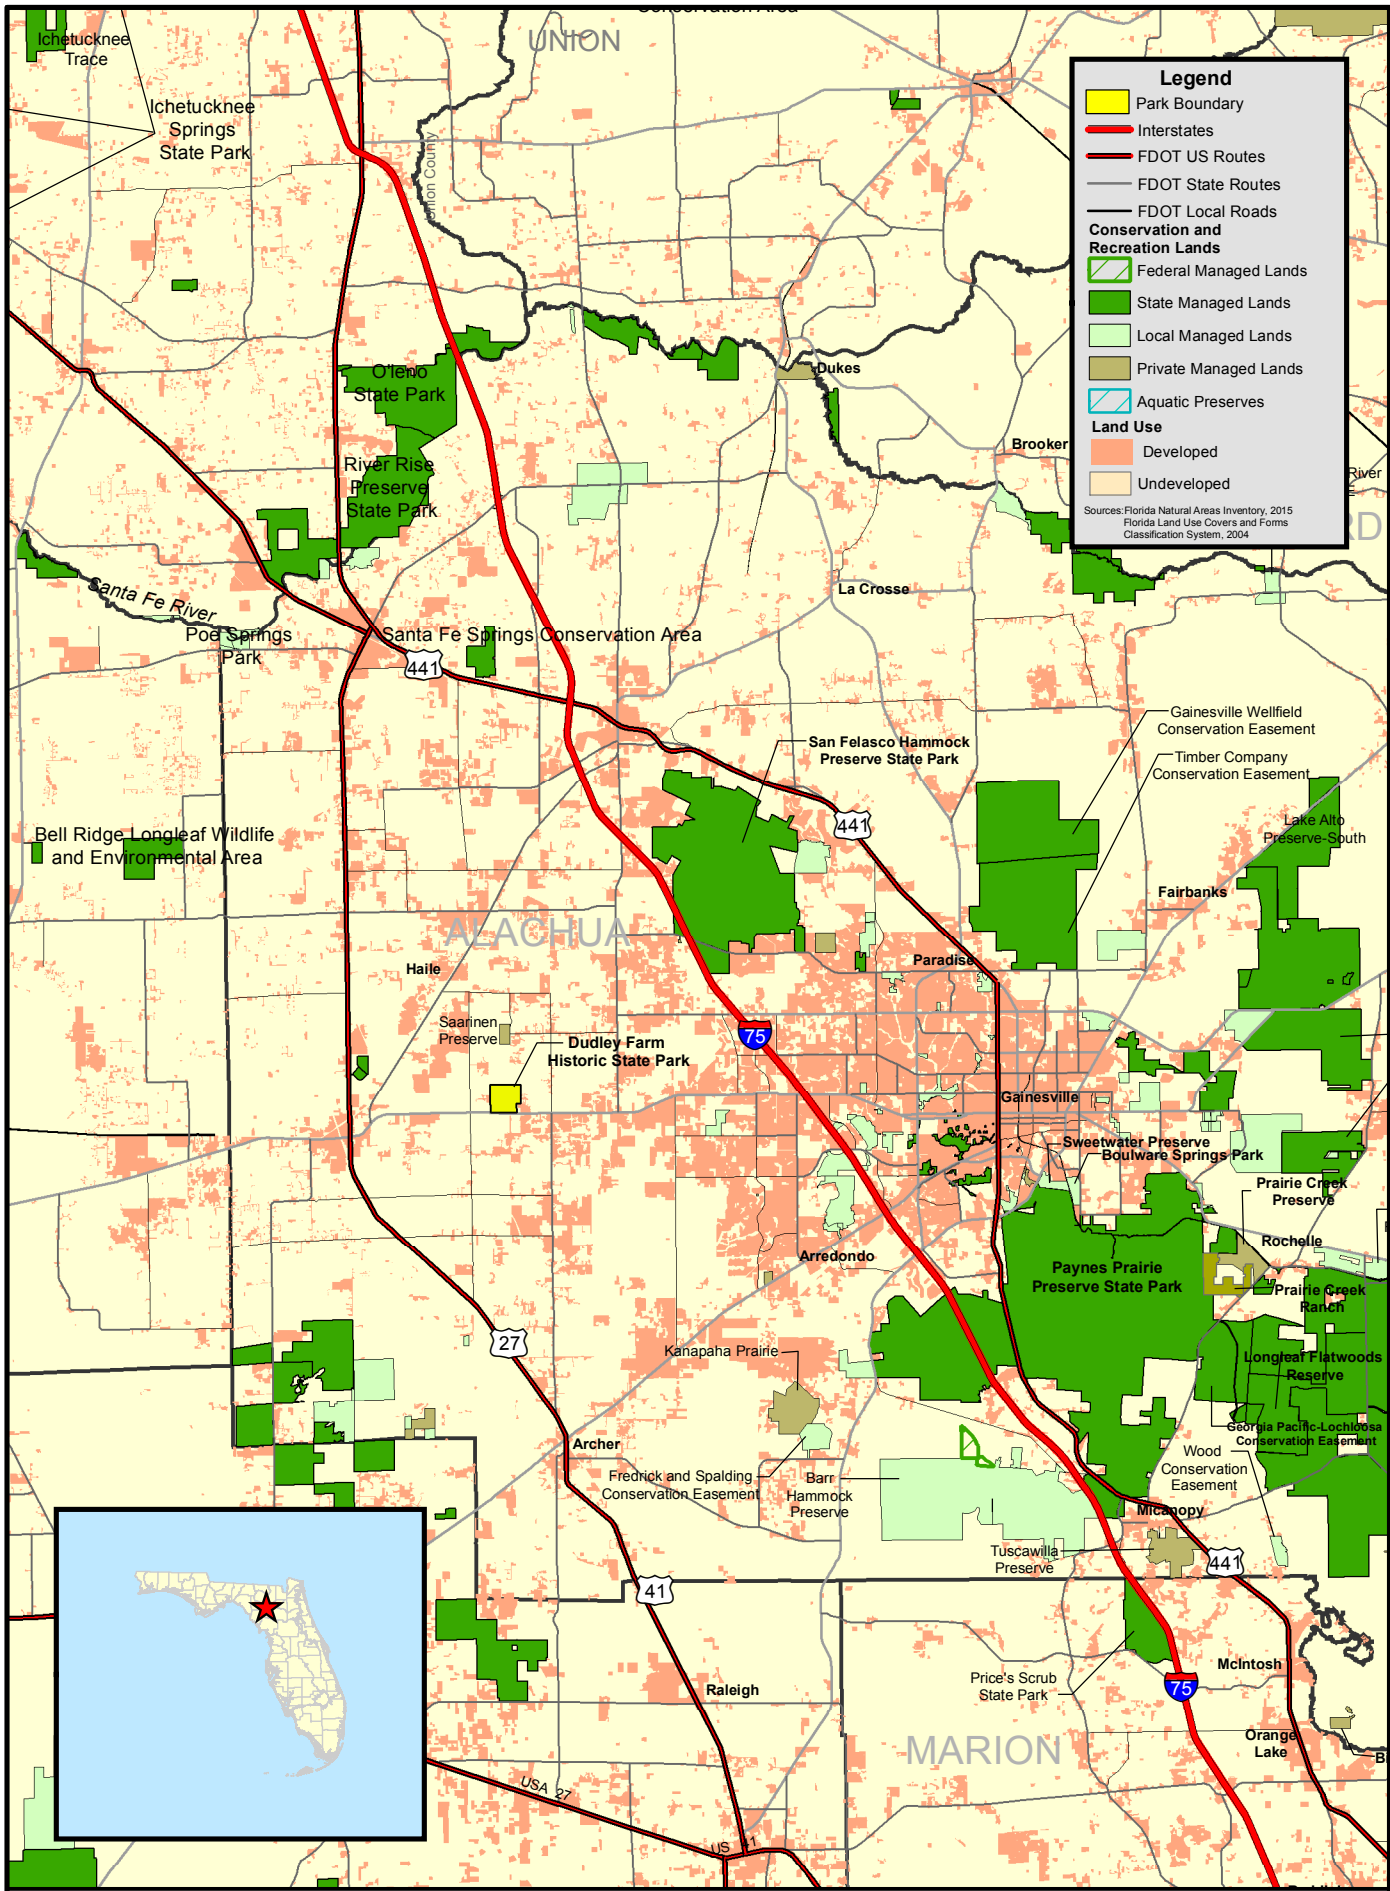 Conservation Area
Ichetucknee
Trace
UNION
Ichetucknee
Springs
State Park
Union County
Legend
Park Boundary
Interstates
FDOT US Routes
FDOT State Routes
FDOT Local Roads
Conservation and
Recreation Lands
Federal Managed Lands
State Managed Lands
Local Managed Lands
Private Managed Lands
Aquatic Preserves
Land Use
Developed
Undeveloped
Sources:Florida Natural Areas Inventory, 2015
Florida Land Use Covers and Forms
Classification System, 2004
River
RD
O'leno
State Park
Dukes
Brooker
River Rise
Preserve
State Park
Santa Fe River
La Crosse
Poe Springs
Park
Santa Fe Springs Conservation Area
441
Gainesville Wellfield
Conservation Easement
San Felasco Hammock
Preserve State Park
Timber Company
Conservation Easement
441
Lake Alto
Preserve-South
Bell Ridge Longleaf Wildlife
and Environmental Area
Fairbanks
ALACHUA
Haile
Paradise
Saarinen
Preserve
Dudley Farm
Historic State Park
75
Gainesville
Sweetwater Preserve
Boulware Springs Park
Prairie Creek
Preserve
Rochelle
Arredondo
Paynes Prairie
Preserve State Park
Prairie Creek
Ranch
27
Kanapaha Prairie
Longleaf Flatwoods
Reserve
Georgia Pacific-Lochloosa
Conservation Easement
Archer
Wood
Conservation
Easement
Fredrick and Spalding
Conservation Easement
Barr
Hammock
Preserve
Micanopy
Tuscawilla
Preserve
441
41
McIntosh
Price's Scrub
State Park
75
Raleigh
MARION
Orange
Lake
B
USA 27
US 41